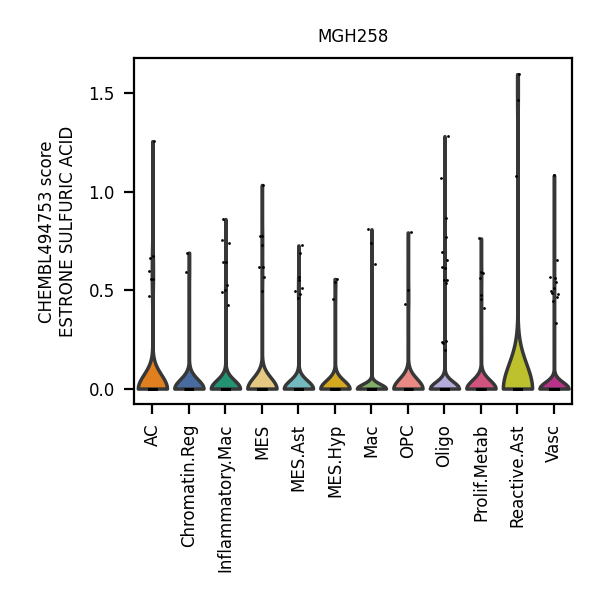 MGH258
CHEMBL494753 score
ESTRONE SULFURIC ACID
1.5
1.0
0.5
0.0
AC
Chromatin.Reg
Inflammatory.Mac
MES
MES.Ast
MES.Hyp
Mac
OPC
Oligo
Prolif.Metab
Reactive.Ast
Vasc